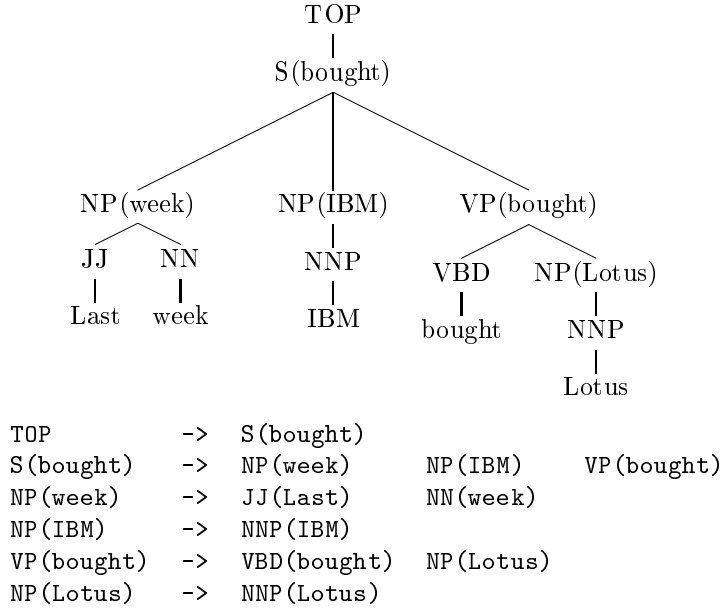 TOP
S(bought)
NP(week) NP(IBM) VP(bought)
JJ NN NNP VBD NP(Lotus)
Last week IBM bought NNP
Lotus
TOP -> S(bought)
S(bought) -> NP(week) NP(IBM) VP(bought)
NP(week) -> JJ(Last) NN(week)
NP(IBM) -> NNP(IBM)
VP(bought) -> VBD(bought) NP(Lotus)
NP(Lotus) -> NNP(Lotus)